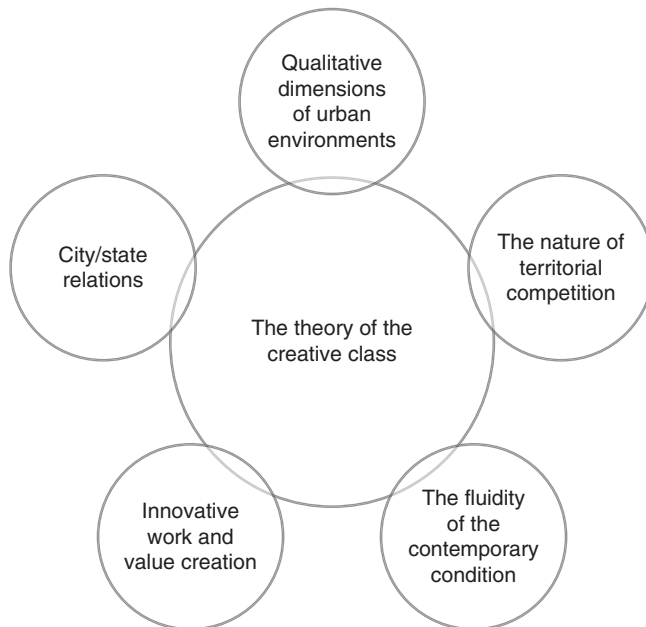 Qualitative
dimensions
of urban
environments
City/state
relations
The nature of
territorial
competition
The theory of the
creative class
Innovative
work and
value creation
The fluidity
of the
contemporary
condition